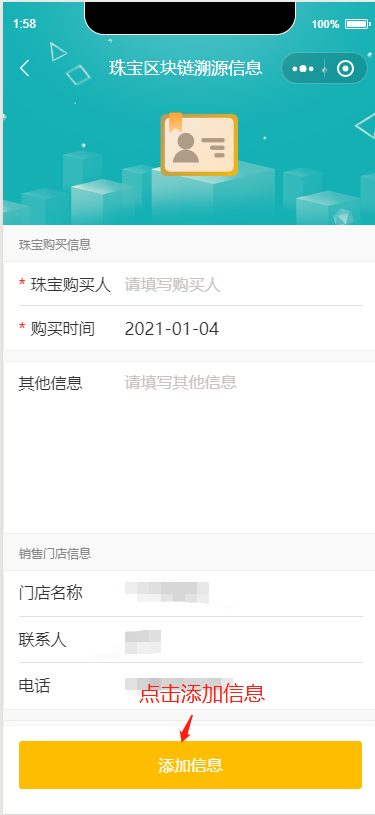 1:58
100%
珠宝区块链溯源信息
珠宝购买信息
* 珠宝购买人 请填写购买人
* 购买时间 2021-01-04
其他信息 请填写其他信息
销售门店信息
门店名称
联系人
电话
点击添加信息
添加信息